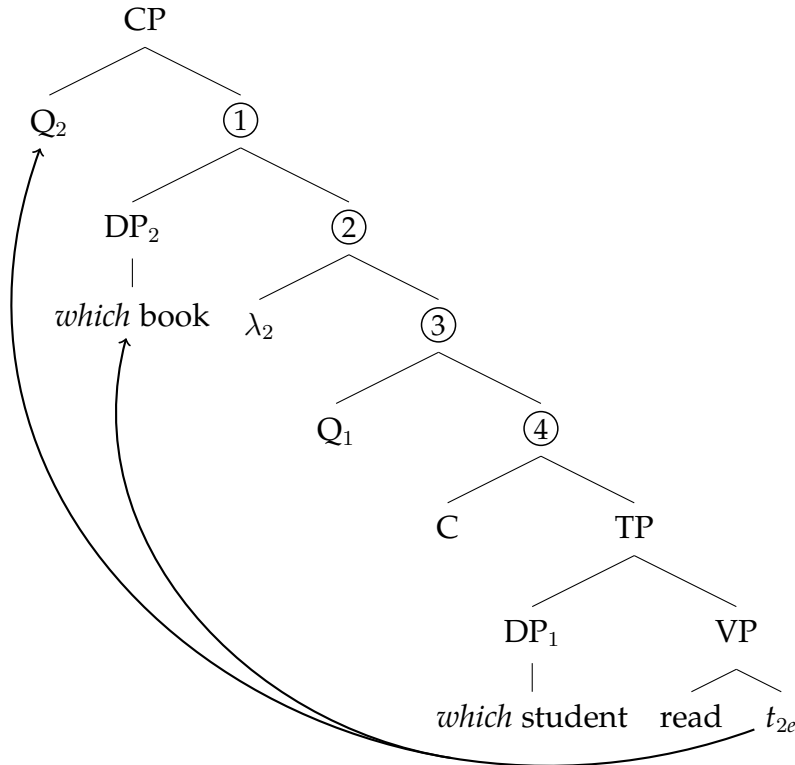 CP
Q₂ ①
DP₂ ②
which book λ₂ ③
Q₁ ④
C TP
DP₁ VP
which student read t₂ₑ